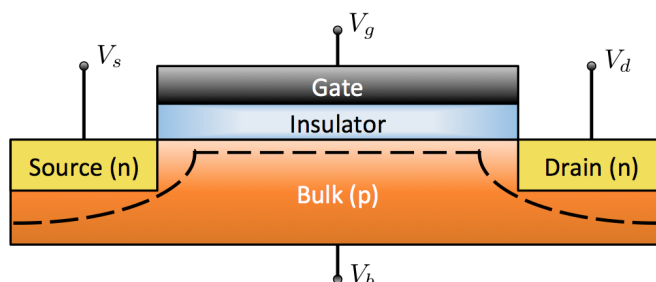 V_g
V_s
V_d
Gate
Insulator
Source (n)
Drain (n)
Bulk (p)
V_b